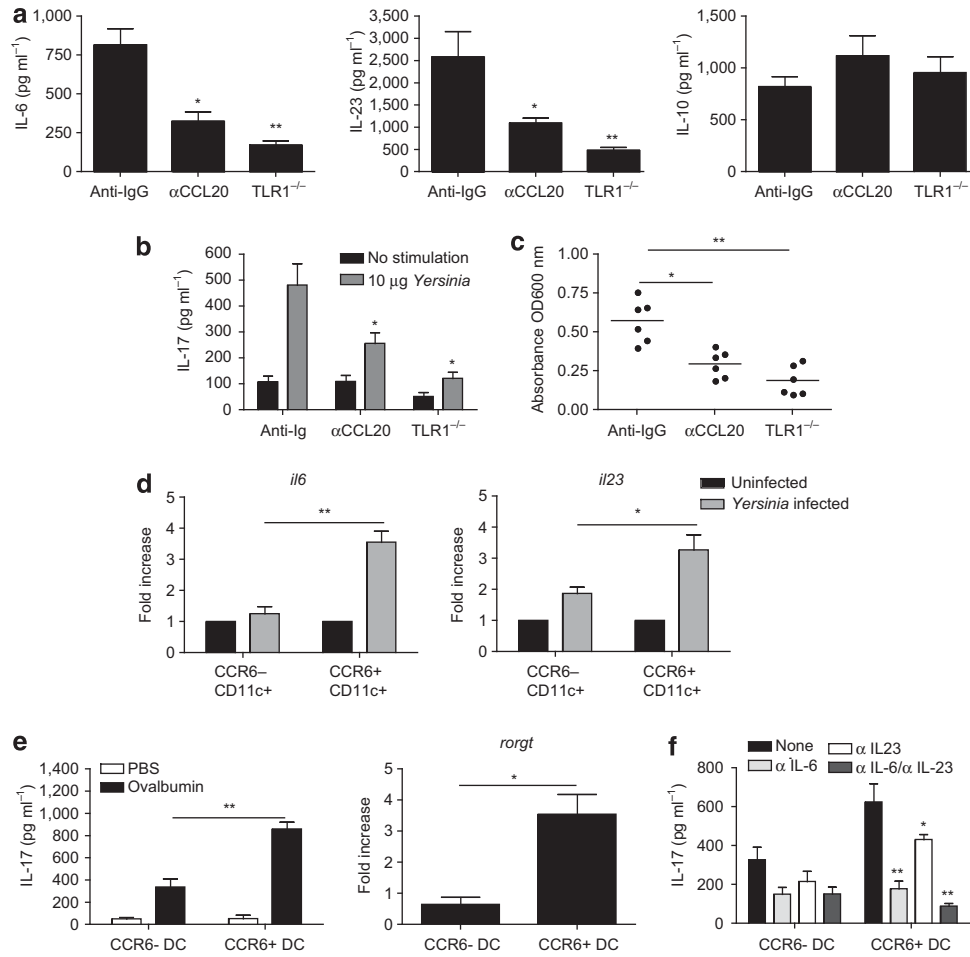 a
IL-6 (pg ml⁻¹)
1,000
750
500
250
0
Anti-IgG αCCL20 TLR1⁻/⁻
* **
IL-23 (pg ml⁻¹)
3,500
3,000
2,500
2,000
1,500
1,000
500
0
Anti-IgG αCCL20 TLR1⁻/⁻
* **
IL-10 (pg ml⁻¹)
1,500
1,000
500
0
Anti-IgG αCCL20 TLR1⁻/⁻
b
No stimulation
10 μg Yersinia
IL-17 (pg ml⁻¹)
600
500
400
300
200
100
0
* *
Anti-Ig αCCL20 TLR1⁻/⁻
c
Absorbance OD600 nm
1.00
0.75
0.50
0.25
0.00
**
*
Anti-IgG αCCL20 TLR1⁻/⁻
d
il6
Fold increase
5
4
3
2
1
0
**
CCR6– CCR6+
CD11c+ CD11c+
il23
Uninfected
Yersinia infected
Fold increase
5
4
3
2
1
0
*
CCR6– CCR6+
CD11c+ CD11c+
e
PBS
Ovalbumin
IL-17 (pg ml⁻¹)
1,400
1,200
1,000
800
600
400
200
0
**
CCR6- DC CCR6+ DC
rorgt
Fold increase
5
4
3
2
1
0
*
CCR6- DC CCR6+ DC
f
None α IL23
α IL-6 α IL-6/α IL-23
IL-17 (pg ml⁻¹)
800
600
400
200
0
** * **
CCR6- DC CCR6+ DC